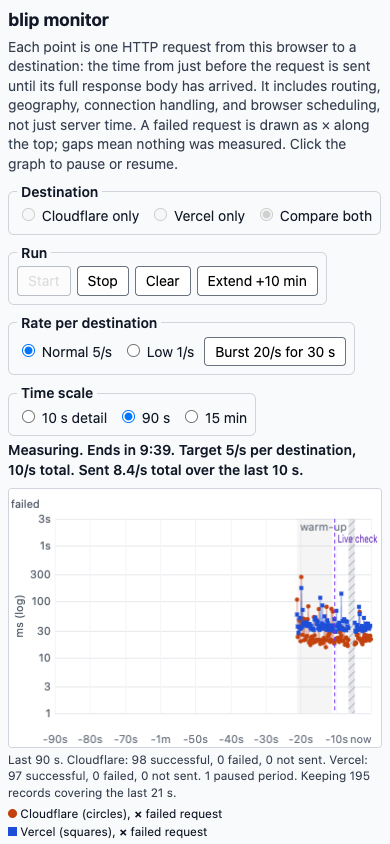 blip monitor
Each point is one HTTP request from this browser to a
destination: the time from just before the request is sent
until its full response body has arrived. It includes routing,
geography, connection handling, and browser scheduling,
not just server time. A failed request is drawn as × along
the top; gaps mean nothing was measured. Click the
graph to pause or resume.
Destination
Cloudflare only Vercel only Compare both
Run
Start Stop Clear Extend +10 min
Rate per destination
Normal 5/s Low 1/s Burst 20/s for 30 s
Time scale
10 s detail 90 s 15 min
Measuring. Ends in 9:39. Target 5/s per destination,
10/s total. Sent 8.4/s total over the last 10 s.
failed
3s
warm-up
Live check
1s
300
100
30
10
3
1
ms (log)
-90s -80s -70s -1m -50s -40s -30s -20s -10s now
Last 90 s. Cloudflare: 98 successful, 0 failed, 0 not sent. Vercel:
97 successful, 0 failed, 0 not sent. 1 paused period. Keeping 195
records covering the last 21 s.
Cloudflare (circles), × failed request
Vercel (squares), × failed request